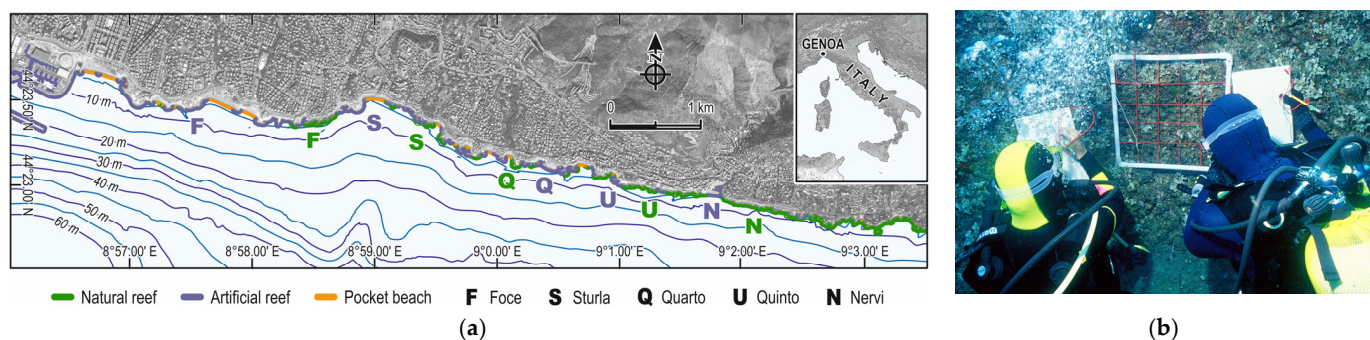 GENOA
ITALY
N
0 1 km
44°23.50' N
44°23.00' N
10 m
20 m
30 m
40 m
50 m
60 m
F
F
S
S
Q
Q
U
U
N
N
8°57.00' E
8°58.00' E
8°59.00' E
9°0.00' E
9°1.00' E
9°2.00' E
9°3.00' E
Natural reef Artificial reef Pocket beach F Foce S Sturla Q Quarto U Quinto N Nervi
(a) (b)